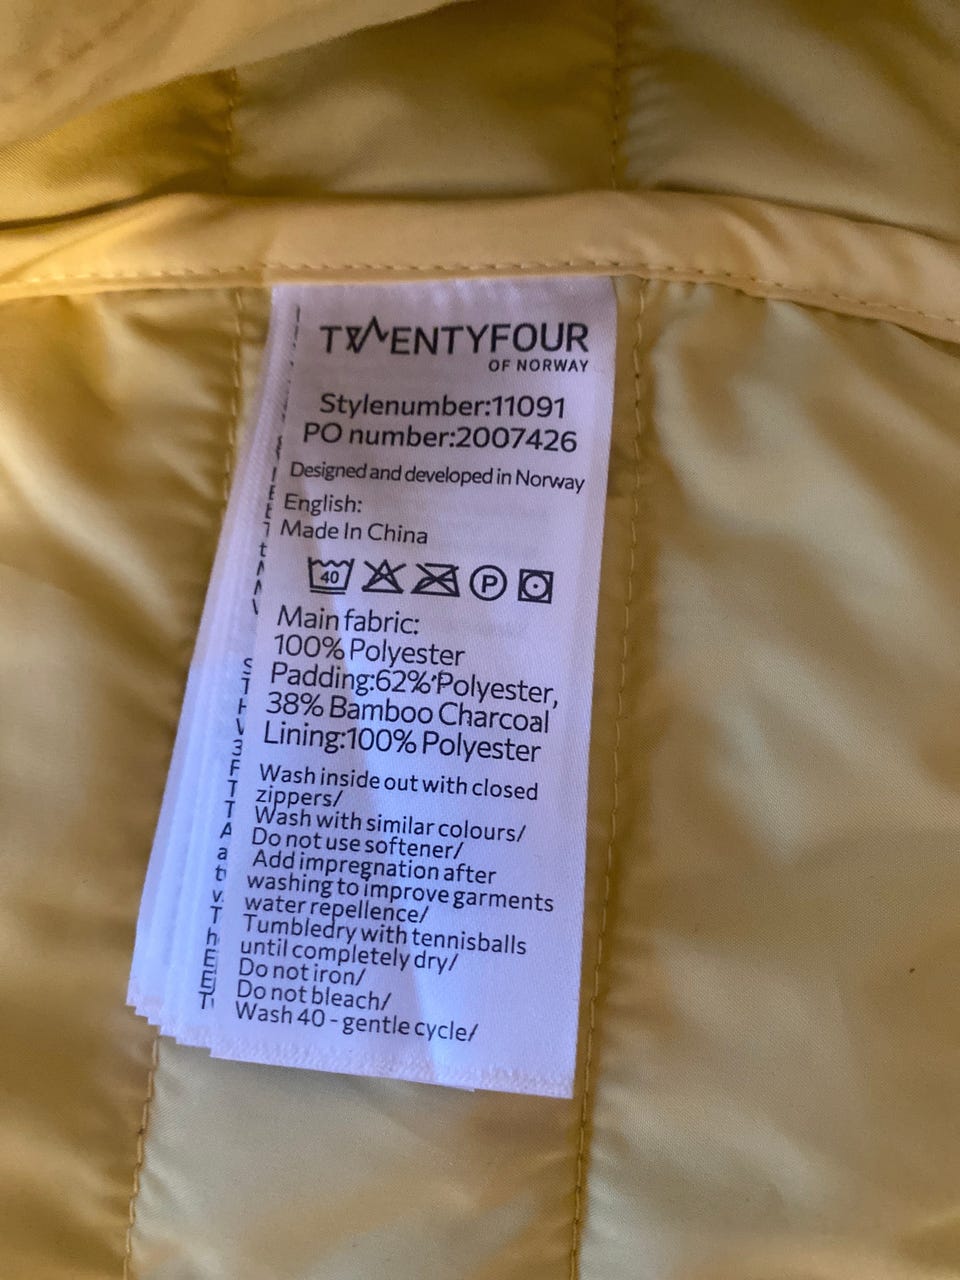 TWENTYFOUR
OF NORWAY
Stylenumber:11091
PO number:2007426
Designed and developed in Norway
English:
Made In China
40 P
Main fabric:
100% Polyester
Padding:62% Polyester,
38% Bamboo Charcoal
Lining:100% Polyester
Wash inside out with closed
zippers/
Wash with similar colours/
Do not use softener/
Add impregnation after
washing to improve garments
water repellence/
Tumbledry with tennisballs
until completely dry/
Do not iron/
Do not bleach/
Wash 40 - gentle cycle/